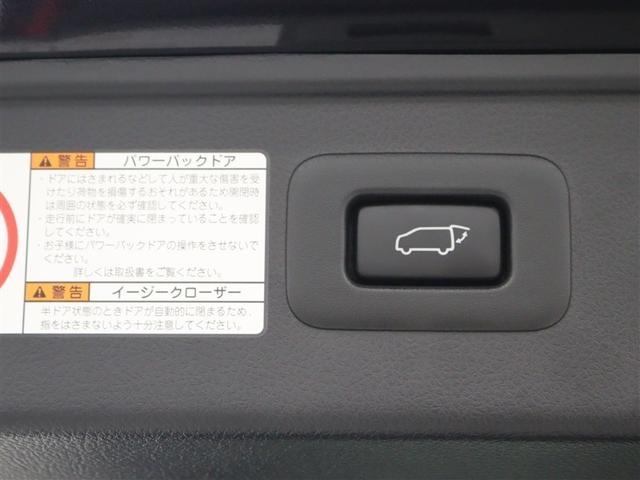 警告 パワーバックドア
・ドアにはさまれるなどして人が重大な傷害を受
けたり荷物を損傷するおそれがあるため開閉時
は周囲の状態を必ず確認してください。
・走行前にドアが確実に閉まっていることを確認
してください。
・お子様にパワーバックドアの操作をさせないで
ください。
詳しくは取扱書をご覧ください。
警告 イージークローザー
半ドア状態のときドアが自動的に閉まるため、
指をはさまないよう十分注意してください。